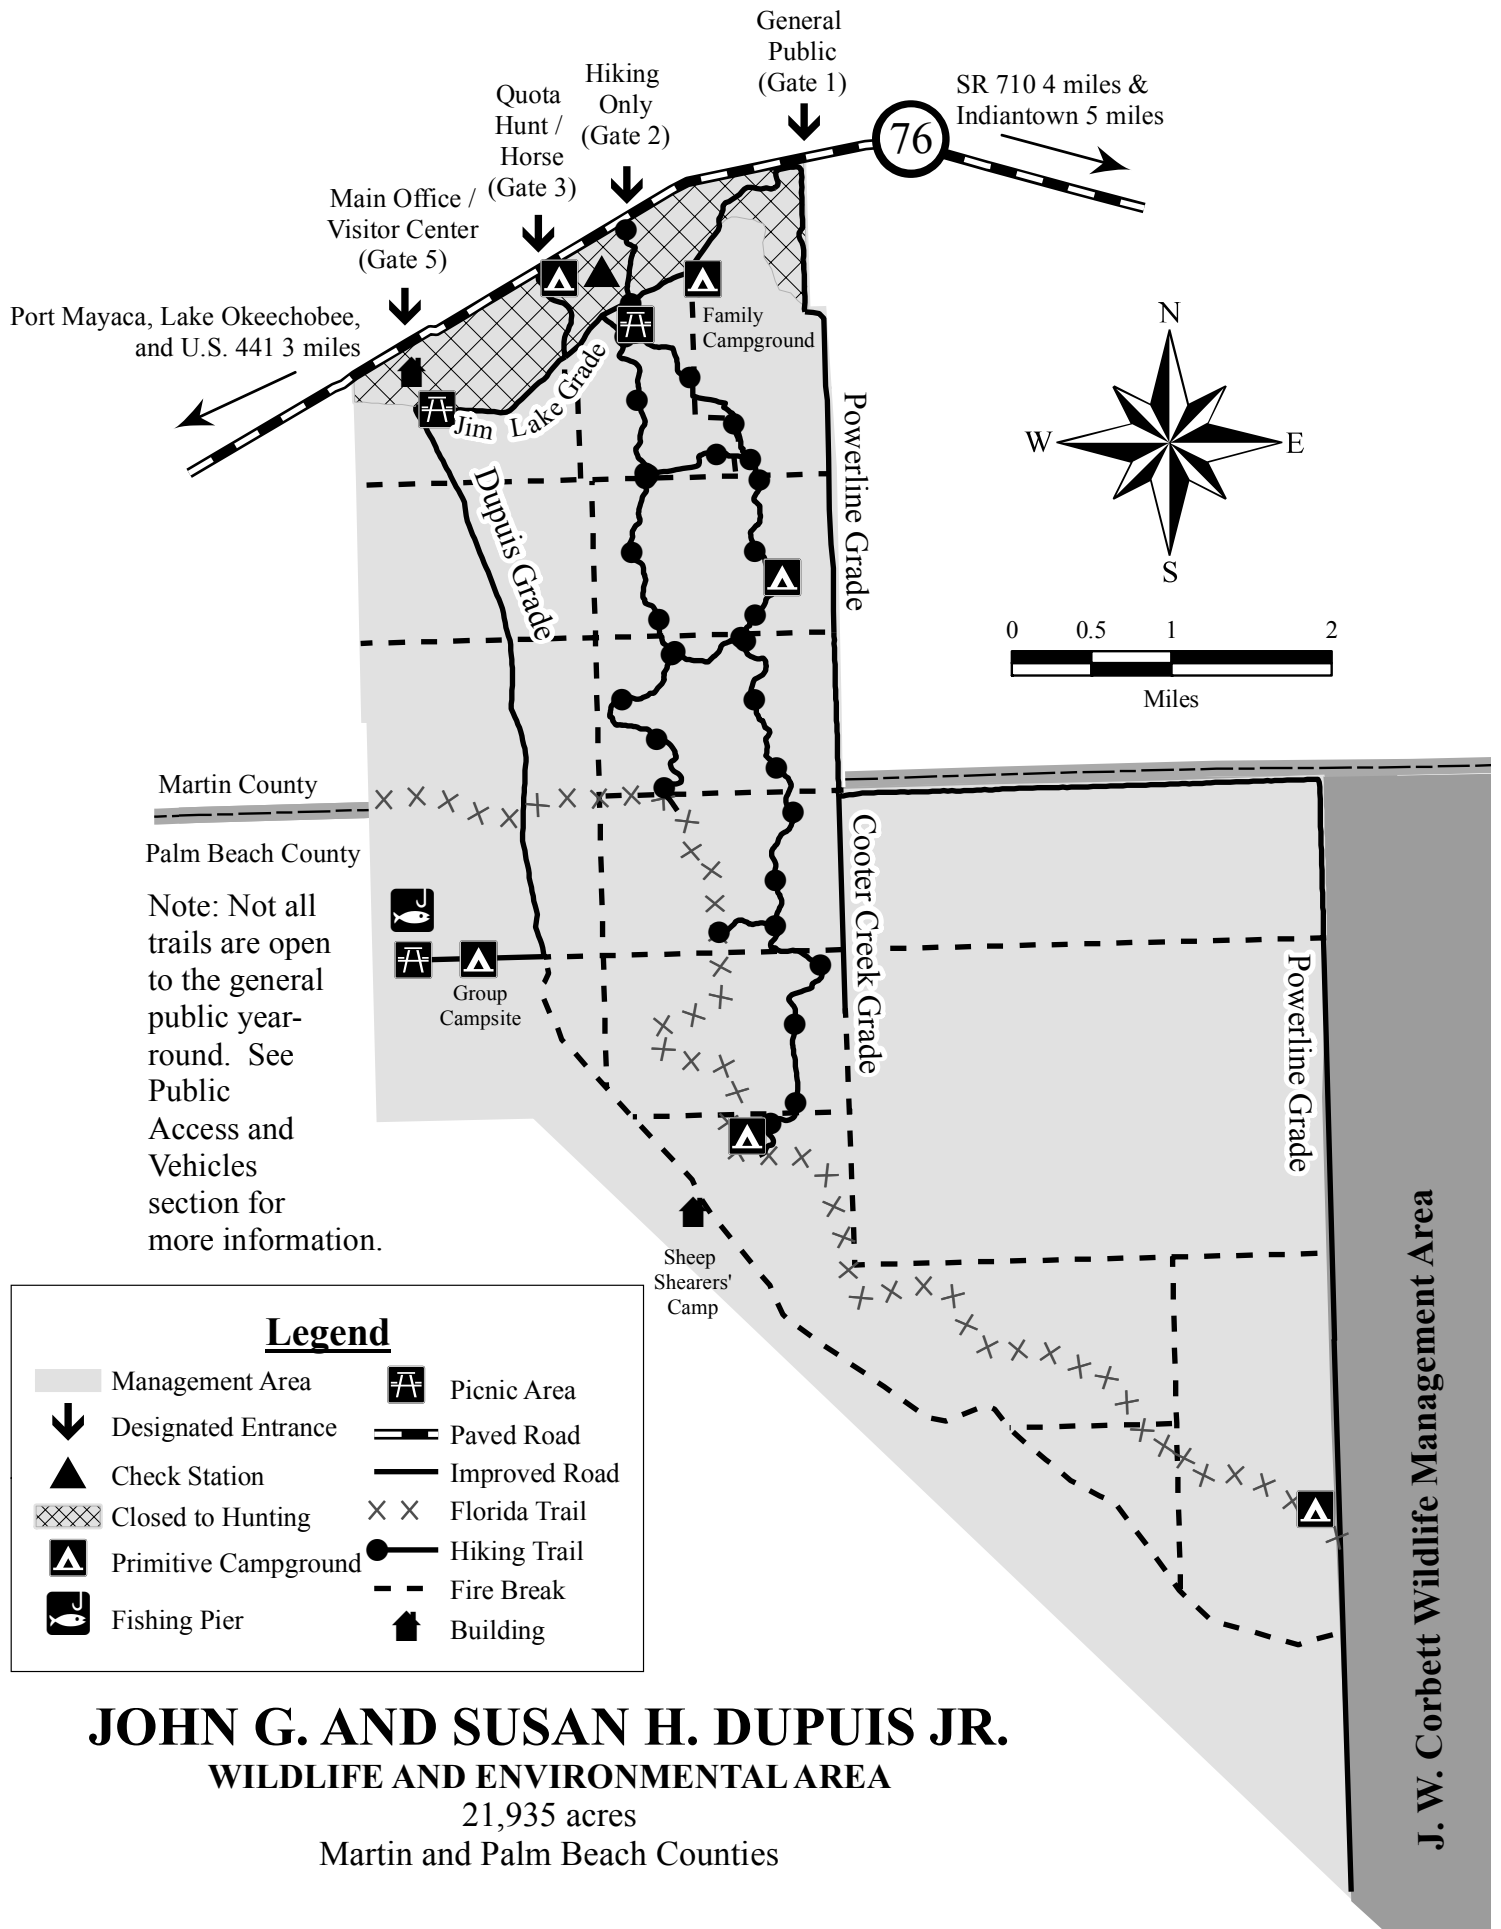 General
Public
(Gate 1)
Hiking
Only
(Gate 2)
Quota
Hunt /
Horse
(Gate 3)
Main Office /
Visitor Center
(Gate 5)
SR 710 4 miles &
Indiantown 5 miles
76
Port Mayaca, Lake Okeechobee,
and U.S. 441 3 miles
Family
Campground
Jim Lake Grade
Dupuis Grade
Powerline Grade
N
W
E
S
0 0.5 1 2
Miles
Martin County
Palm Beach County
Cooter Creek Grade
Powerline Grade
Note: Not all
trails are open
to the general
public year-
round. See
Public
Access and
Vehicles
section for
more information.
Group
Campsite
Sheep
Shearers'
Camp
J. W. Corbett Wildlife Management Area
Legend
Management Area
Designated Entrance
Check Station
Closed to Hunting
Primitive Campground
Fishing Pier
Picnic Area
Paved Road
Improved Road
Florida Trail
Hiking Trail
Fire Break
Building
JOHN G. AND SUSAN H. DUPUIS JR.
WILDLIFE AND ENVIRONMENTAL AREA
21,935 acres
Martin and Palm Beach Counties